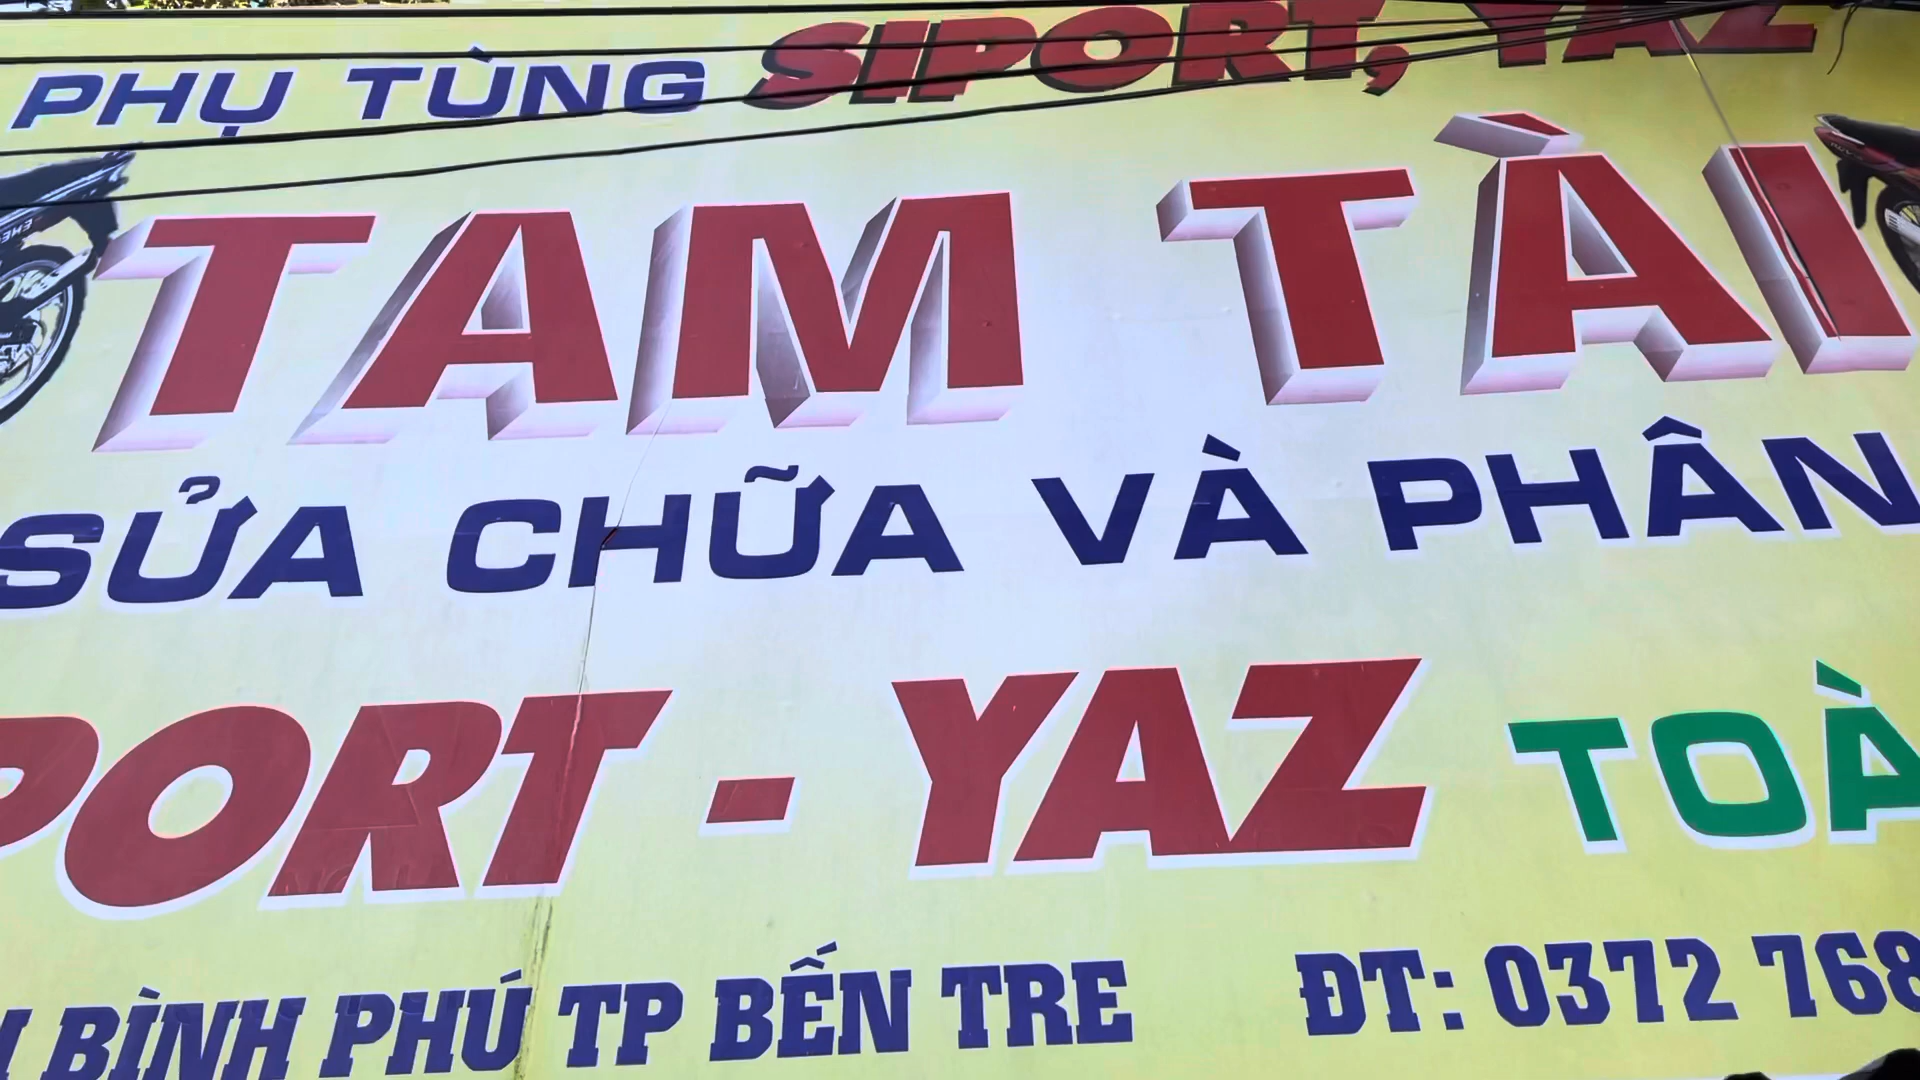 PHỤ TÙNG SIPORT, YAZ
TAM TÀI
SỬA CHỮA VÀ PHÂN
PORT - YAZ TOÀ
BÌNH PHÚ TP BẾN TRE ĐT: 0372 768